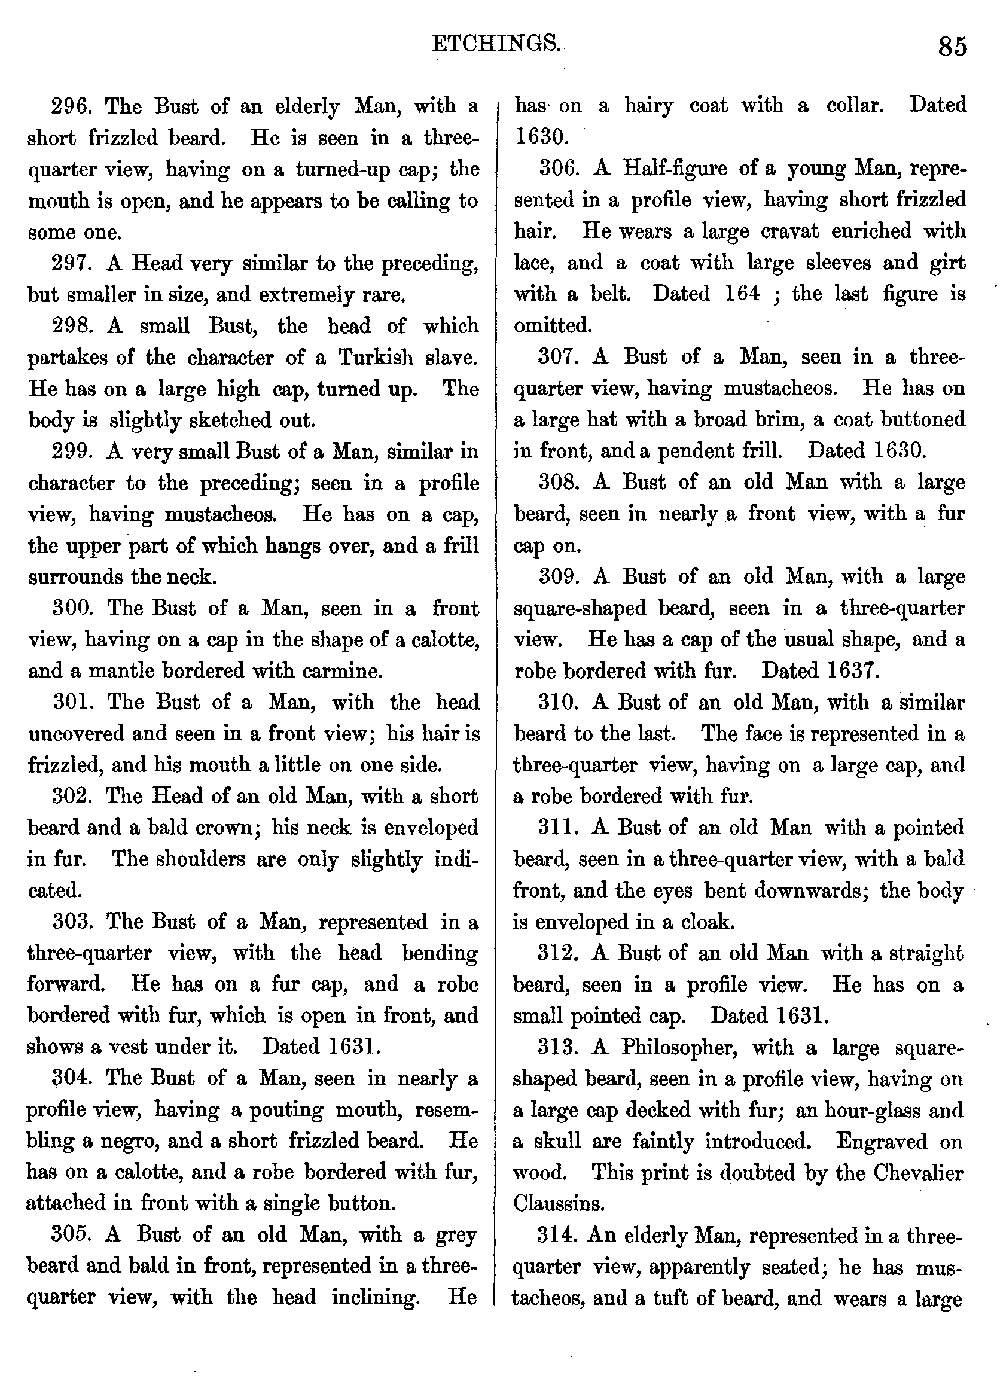 ETCHINGS.
85
296. The Bust of an elderly Man, with a
short frizzled beard. He is seen in a three-
quarter view, having on a turned-up cap; the
mouth is open, and he appears to be calling to
some one.
297. A Head very similar to the preceding,
but smaller in size, and extremely rare.
298. A small Bust, the head of which
partakes of the character of a Turkish slave.
He has on a large high cap, turned up. The
body is slightly sketched out.
299. A very small Bust of a Man, similar in
character to the preceding; seen in a profile
view, having mustacheos. He has on a cap,
the upper part of which hangs over, and a frill
surrounds the neck.
300. The Bust of a Man, seen in a front
view, having on a cap in the shape of a calotte,
and a mantle bordered with carmine.
301. The Bust of a Man, with the head
uncovered and seen in a front view; his hair is
frizzled, and his mouth a little on one side.
302. The Head of an old Man, with a short
beard and a bald crown; his neck is enveloped
in fur. The shoulders are only slightly indi-
cated.
303. The Bust of a Man, represented in a
three-quarter view, with the head bending
forward. He has on a fur cap, and a robe
bordered with fur, which is open in front, and
shows a vest under it. Dated 1631.
304. The Bust of a Man, seen in nearly a
profile view, having a pouting mouth, resem-
bling a negro, and a short frizzled beard. He
has on a calotte, and a robe bordered with fur,
attached in front with a single button.
305. A Bust of an old Man, with a grey
beard and bald in front, represented in a three-
quarter view, with the head inclining. He
has on a hairy coat with a collar. Dated
1630.
306. A Half-figure of a young Man, repre-
sented in a profile view, having short frizzled
hair. He wears a large cravat enriched with
lace, and a coat with large sleeves and girt
with a belt. Dated 164 ; the last figure is
omitted.
307. A Bust of a Man, seen in a three-
quarter view, having mustacheos. He has on
a large hat with a broad brim, a coat buttoned
in front, and a pendent frill. Dated 1630.
308. A Bust of an old Man with a large
beard, seen in nearly a front view, with a fur
cap on.
309. A Bust of an old Man, with a large
square-shaped beard, seen in a three-quarter
view. He has a cap of the usual shape, and a
robe bordered with fur. Dated 1637.
310. A Bust of an old Man, with a similar
beard to the last. The face is represented in a
three-quarter view, having on a large cap, and
a robe bordered with fur.
311. A Bust of an old Man with a pointed
beard, seen in a three-quarter view, with a bald
front, and the eyes bent downwards; the body
is enveloped in a cloak.
312. A Bust of an old Man with a straight
beard, seen in a profile view. He has on a
small pointed cap. Dated 1631.
313. A Philosopher, with a large square-
shaped beard, seen in a profile view, having on
a large cap decked with fur; an hour-glass and
a skull are faintly introduced. Engraved on
wood. This print is doubted by the Chevalier
Claussins.
314. An elderly Man, represented in a three-
quarter view, apparently seated; he has mus-
tacheos, and a tuft of beard, and wears a large